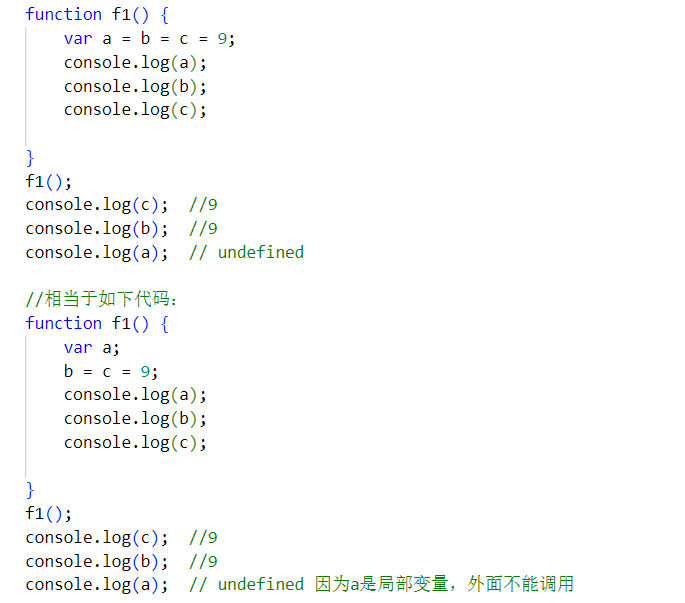 function f1() {
    var a = b = c = 9;
    console.log(a);
    console.log(b);
    console.log(c);
}
f1();
console.log(c);  //9
console.log(b);  //9
console.log(a);  // undefined
//相当于如下代码：
function f1() {
    var a;
    b = c = 9;
    console.log(a);
    console.log(b);
    console.log(c);
}
f1();
console.log(c);  //9
console.log(b);  //9
console.log(a);  // undefined 因为a是局部变量，外面不能调用